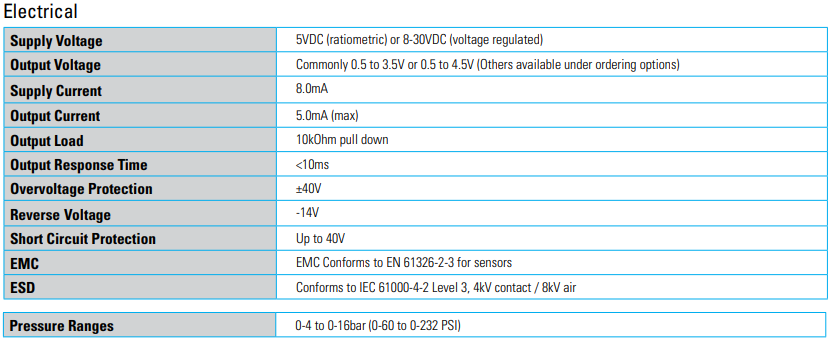 Electrical
Supply Voltage 5VDC (ratiometric) or 8-30VDC (voltage regulated)
Output Voltage Commonly 0.5 to 3.5V or 0.5 to 4.5V (Others available under ordering options)
Supply Current 8.0mA
Output Current 5.0mA (max)
Output Load 10kOhm pull down
Output Response Time <10ms
Overvoltage Protection ±40V
Reverse Voltage -14V
Short Circuit Protection Up to 40V
EMC EMC Conforms to EN 61326-2-3 for sensors
ESD Conforms to IEC 61000-4-2 Level 3, 4kV contact / 8kV air
Pressure Ranges 0-4 to 0-16bar (0-60 to 0-232 PSI)